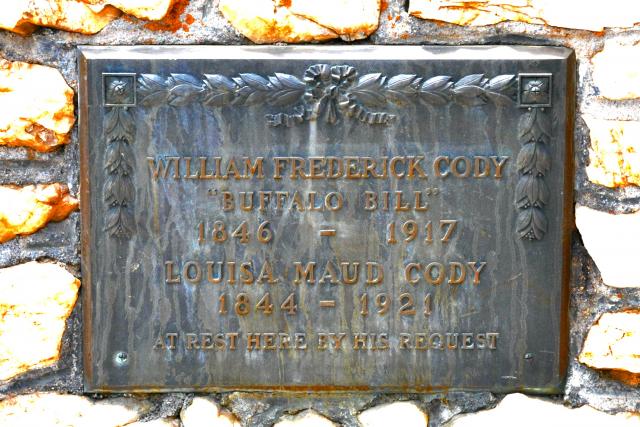 WILLIAM FREDERICK CODY
"BUFFALO BILL"
1846 - 1917
LOUISA MAUD CODY
1844 - 1921
AT REST HERE BY HIS REQUEST